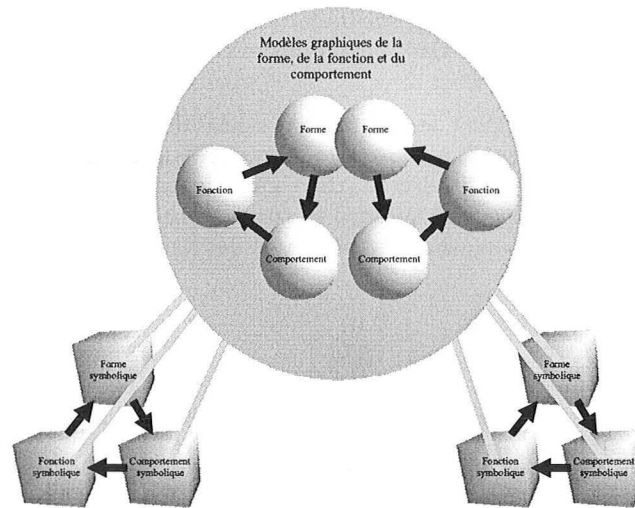 Modèles graphiques de la
forme, de la fonction et du
comportement
Forme
Forme
Fonction
Fonction
Comportement
Comportement
Forme
symbolique
Fonction
symbolique
Comportement
symbolique
Forme
symbolique
Fonction
symbolique
Comportement
symbolique